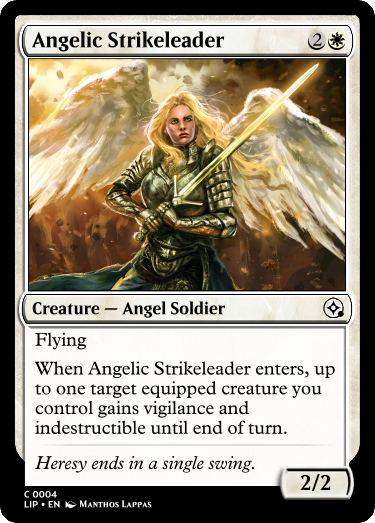 Angelic Strikeleader 2
Creature — Angel Soldier
Flying
When Angelic Strikeleader enters, up
to one target equipped creature you
control gains vigilance and
indestructible until end of turn.
Heresy ends in a single swing.
2/2
C 0004
LIP • EN Manthos Lappas